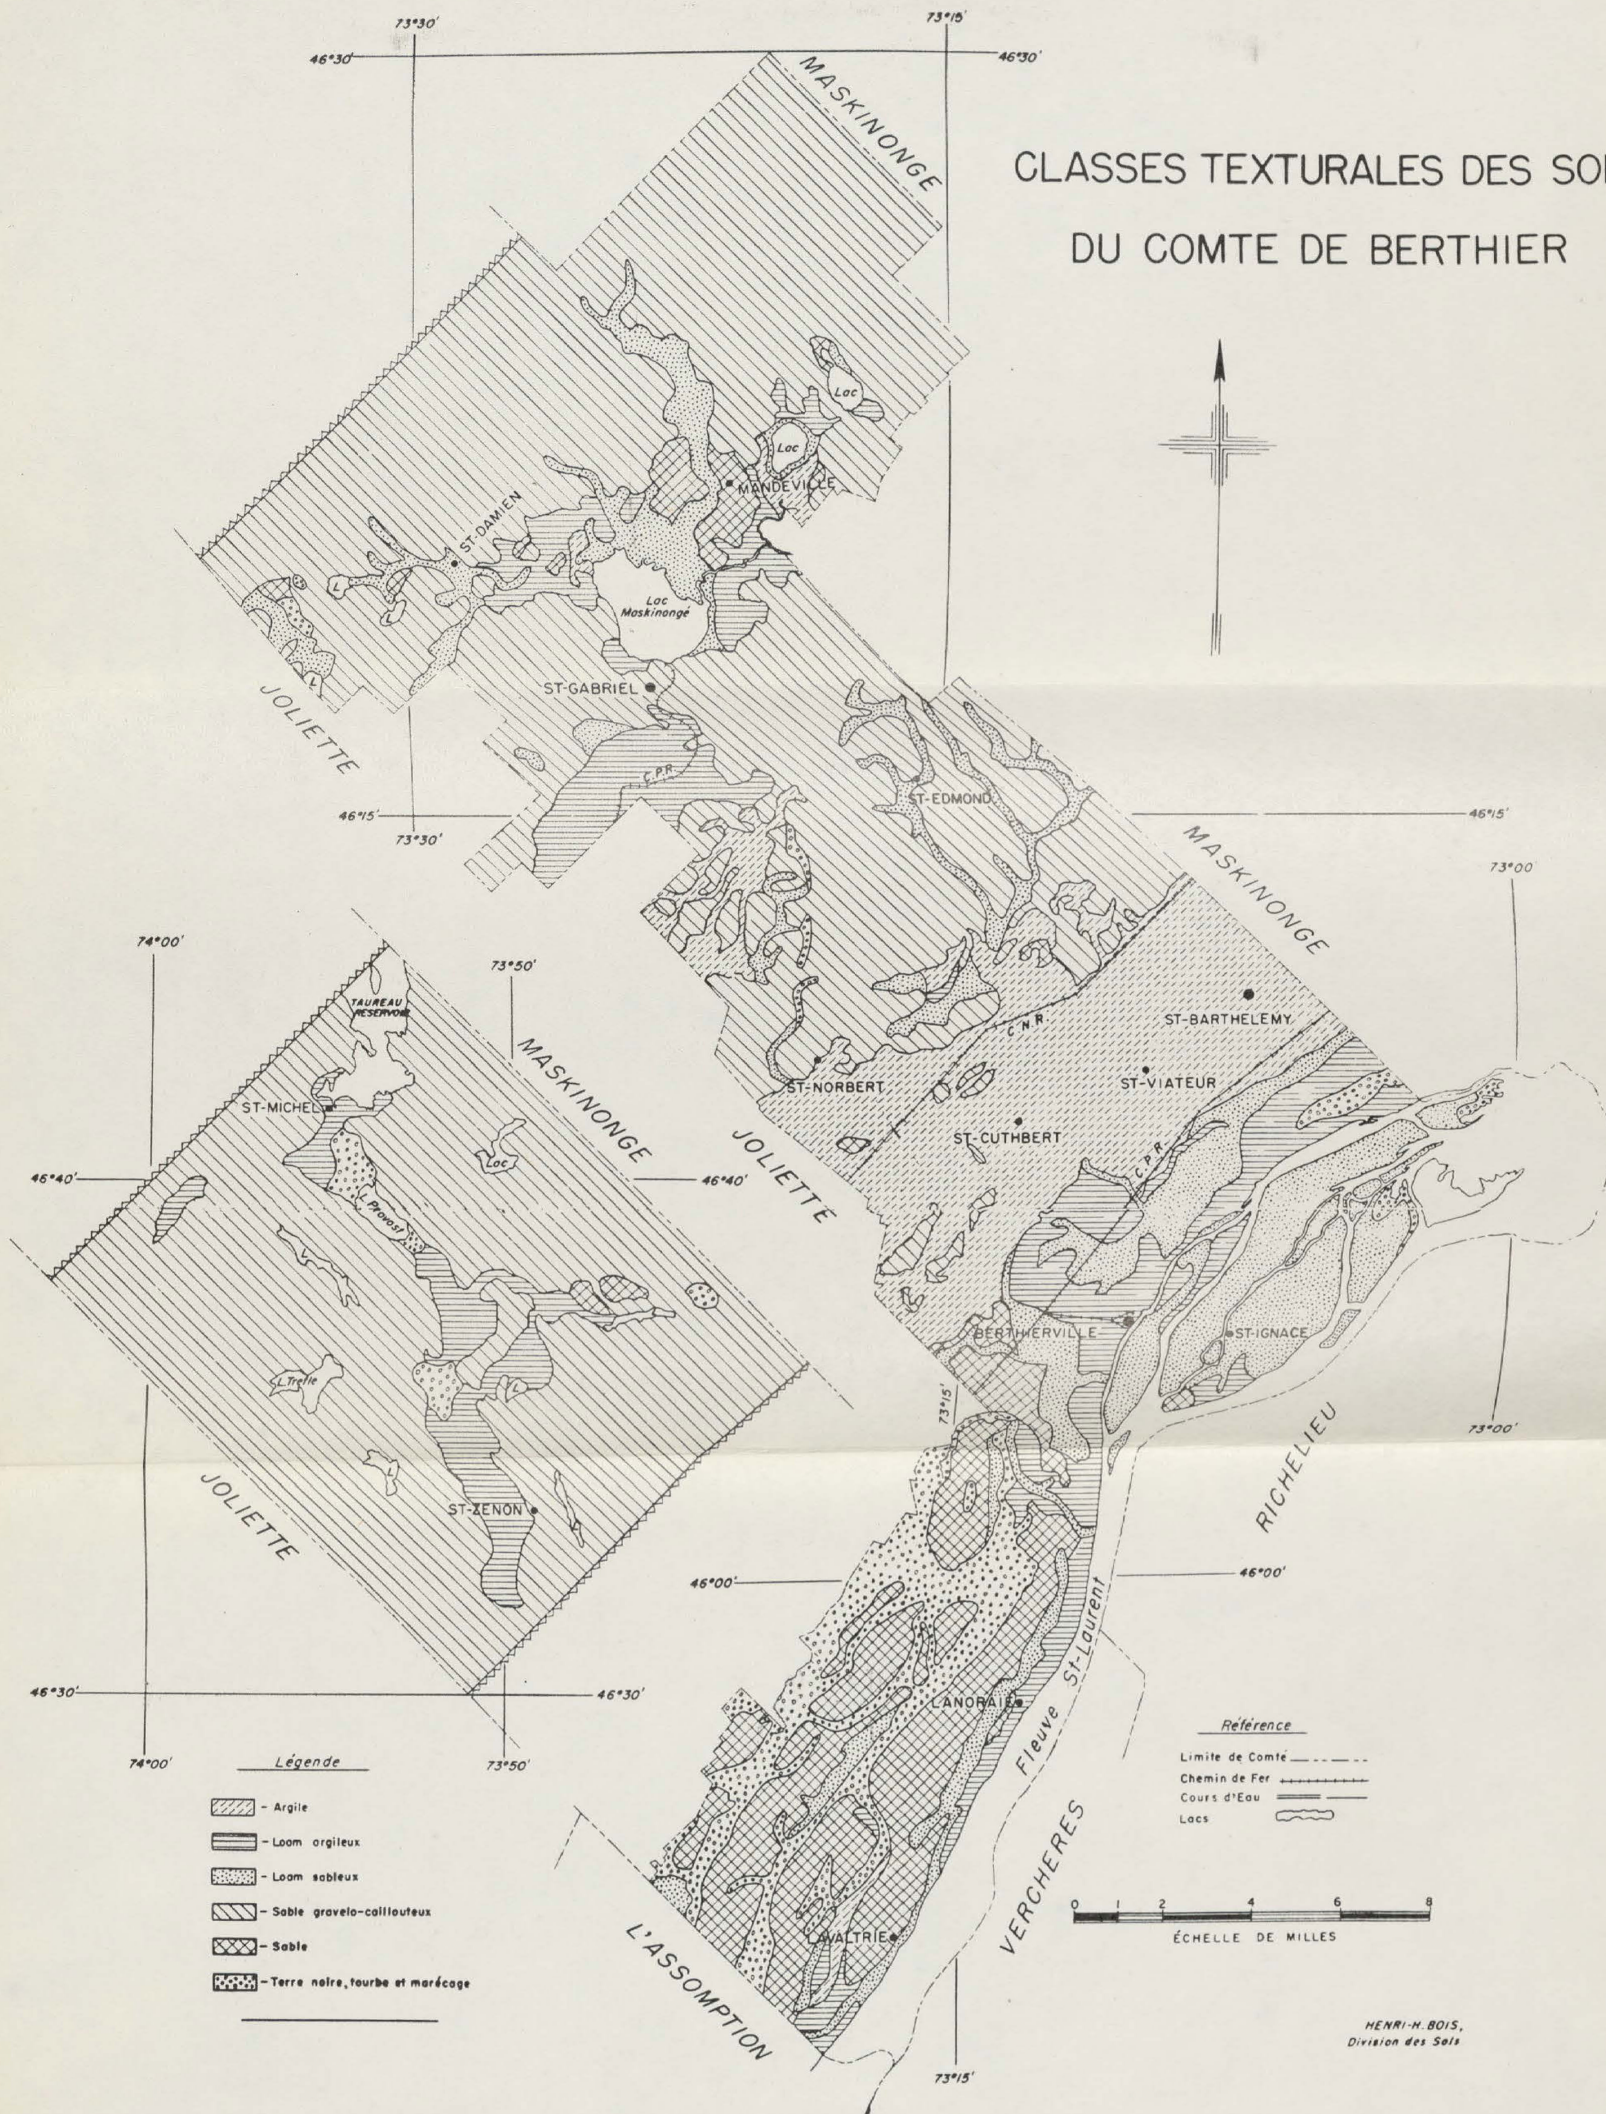 73°30'
73°15'
46°30'
46°30'
MASKINONGE
CLASSES TEXTURALES DES
DU COMTE DE BERTHIER
Lac
Lac
MANDEVILLE
ST-DAMIEN
L
L
Lac
Maskinongé
L
JOLIETTE
ST-GABRIEL
C.P.R.
ST-EDMOND
46°15'
73°30'
46°15'
MASKINONGE
73°00
74°00'
73°50'
TAUREAU
RESERVOIR
MASKINONGE
ST-BARTHELEMY
C.N.R.
ST-NORBERT
ST-VIATEUR
ST-MICHEL
ST-CUTHBERT
JOLIETTE
C.P.R.
Lac
46°40'
46°40'
L. Provost
L
BERTHIERVILLE
ST-IGNACE
L. Trefle
L
73°15'
73°00'
RICHELIEU
L
JOLIETTE
ST-ZENON
46°00'
46°00'
Fleuve St-Laurent
LANORAIE
46°30'
46°30'
74°00'
73°50'
Légende
- Argile
- Loam argileux
- Loam sableux
- Sable gravelo-caillouteux
- Sable
- Terre noire, tourbe et marécage
Référence
Limite de Comté
Chemin de Fer
Cours d'Eau
Lacs
VERCHERES
0 1 2 4 6 8
ÉCHELLE DE MILLES
LAVALTRIE
L'ASSOMPTION
HENRI-H. BOIS,
Division des Sols
73°15'